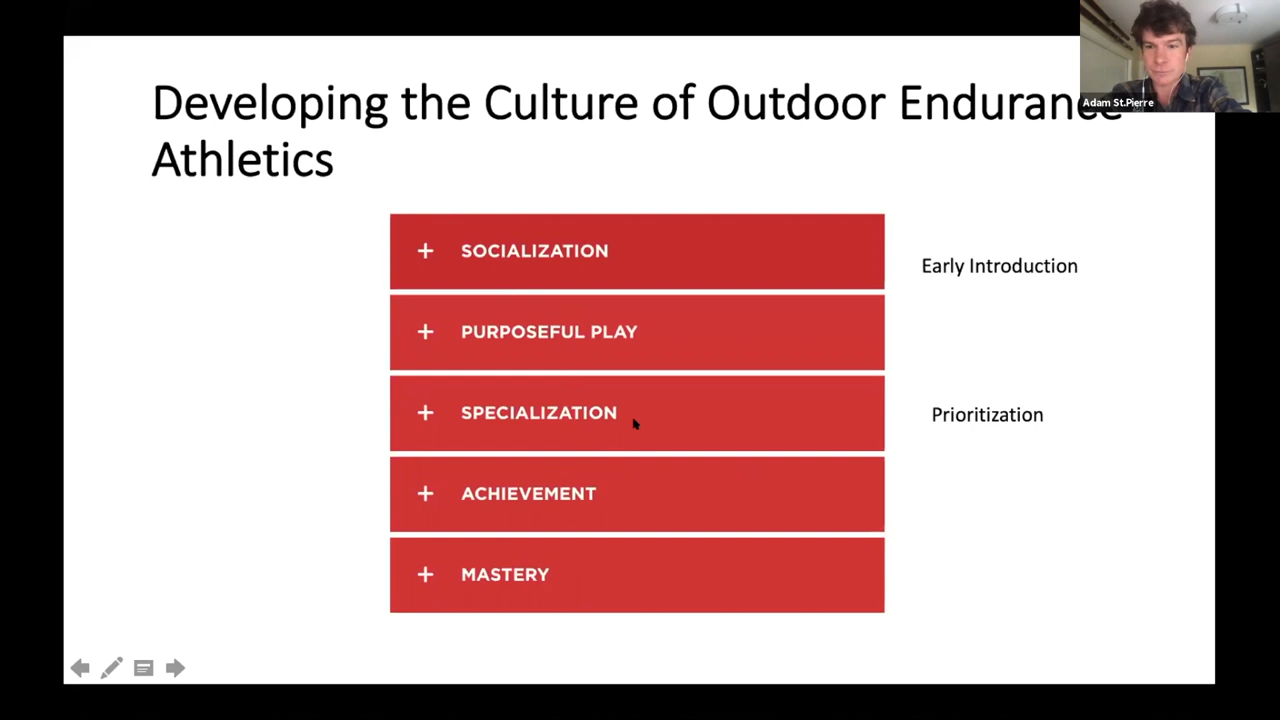 Developing the Culture of Outdoor Endurance
Athletics
Adam St.Pierre
+ SOCIALIZATION
Early Introduction
+ PURPOSEFUL PLAY
+ SPECIALIZATION
Prioritization
+ ACHIEVEMENT
+ MASTERY